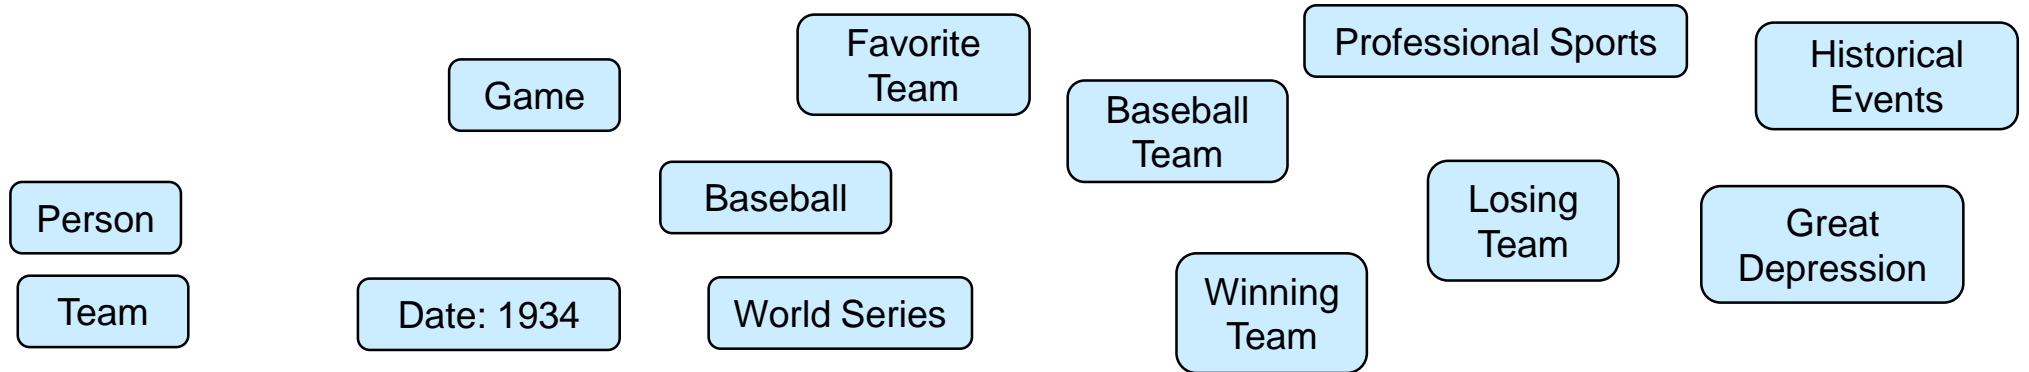 Professional Sports
Favorite
Team
Historical
Events
Game
Baseball
Team
Baseball
Losing
Team
Person
Great
Depression
Team
Date: 1934
World Series
Winning
Team